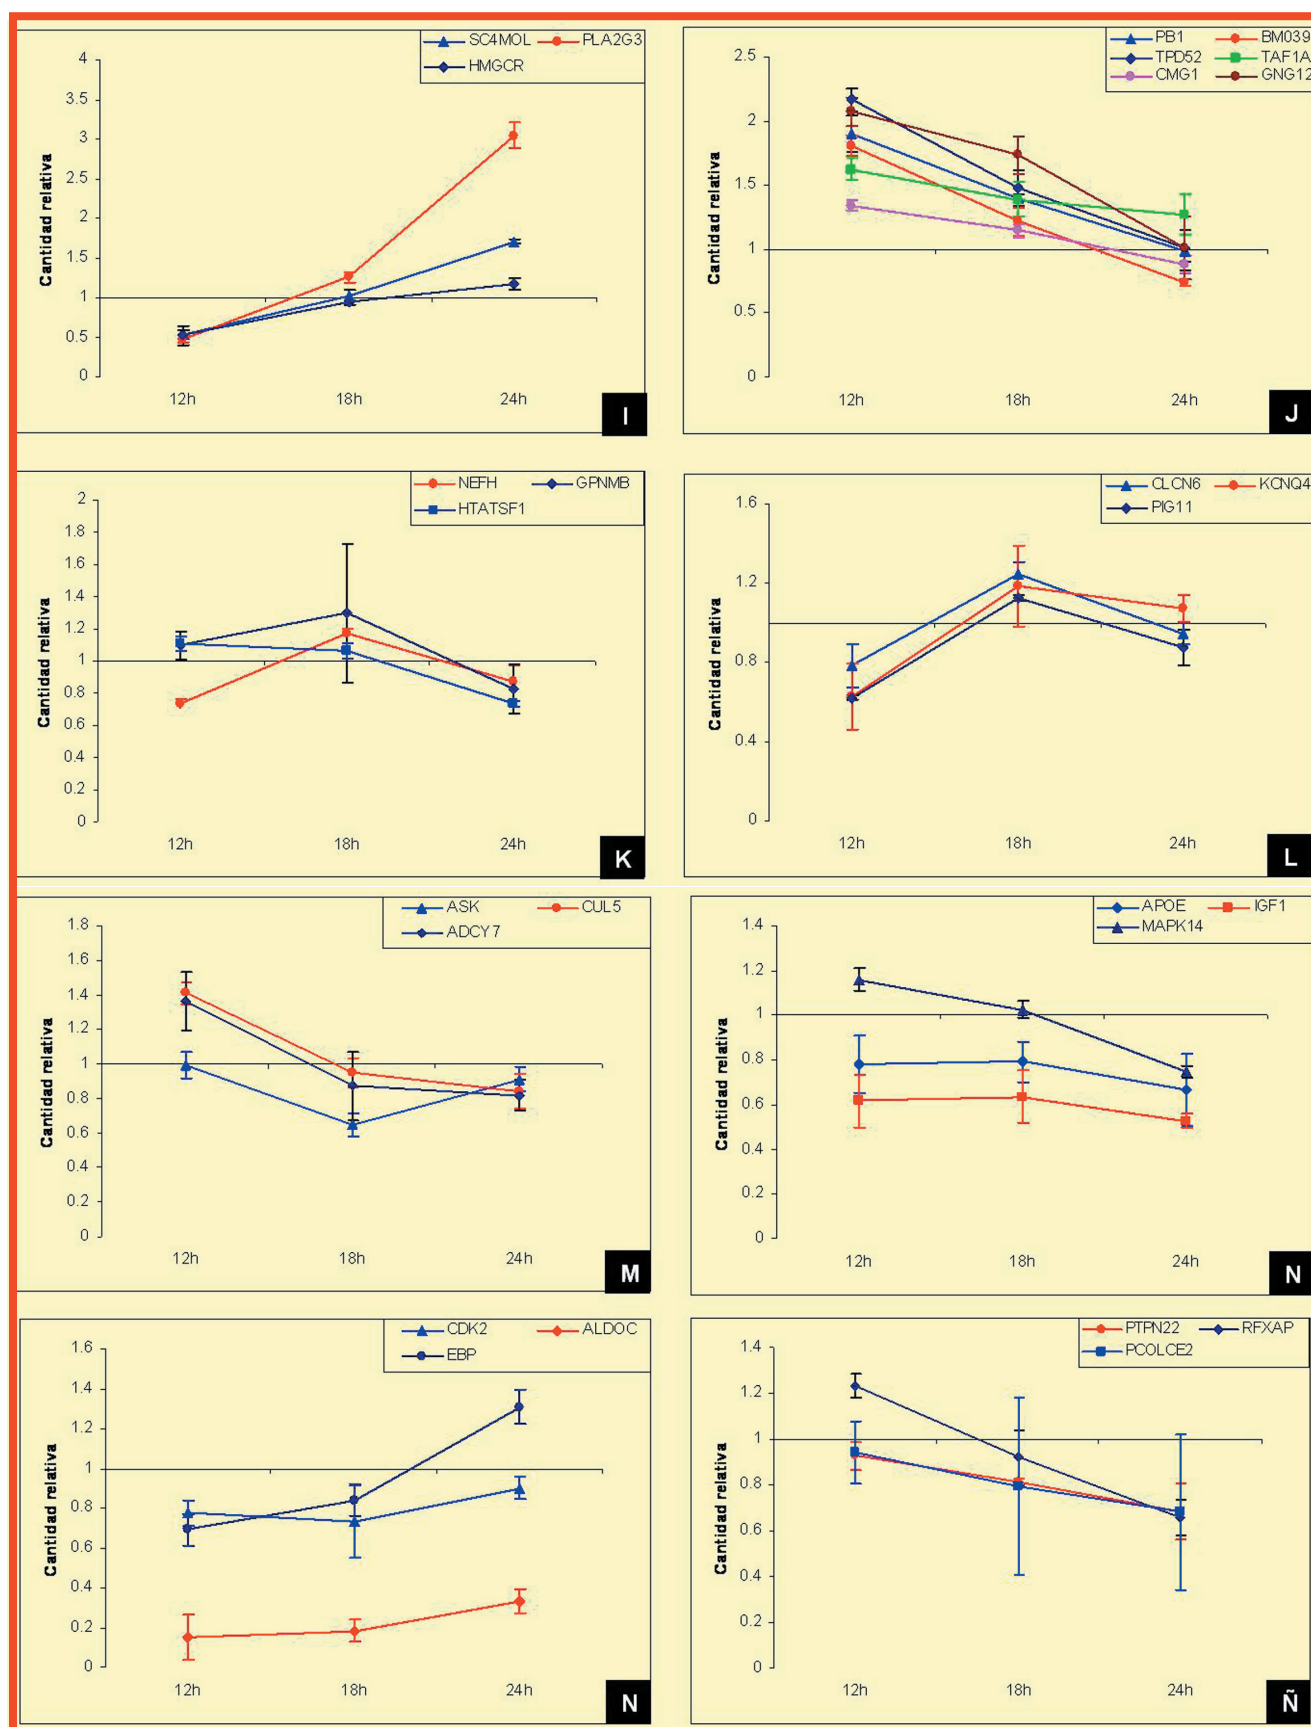 SC4MOL PLA2G3
HMGCR
4
3.5
3
2.5
2
1.5
1
0.5
0
Cantidad relativa
12h 18h 24h
I
PB1 BM039
TPD52 TAF1A
CMG1 GNG12
2.5
2
1.5
1
0.5
0
Cantidad relativa
12h 18h 24h
J
NEFH GPNMB
HTATSF1
2
1.8
1.6
1.4
1.2
1
0.8
0.6
0.4
0.2
0
Cantidad relativa
12h 18h 24h
K
CLCN6 KCNQ4
PIG11
1.6
1.2
0.8
0.4
0
Cantidad relativa
12h 18h 24h
L
ASK CUL5
ADCY7
1.8
1.6
1.4
1.2
1
0.8
0.6
0.4
0.2
0
Cantidad relativa
12h 18h 24h
M
APOE IGF1
MAPK14
1.4
1.2
1
0.8
0.6
0.4
0.2
0
Cantidad relativa
12h 18h 24h
N
CDK2 ALDOC
EBP
1.6
1.4
1.2
1
0.8
0.6
0.4
0.2
0
Cantidad relativa
12h 18h 24h
N
PTPN22 RFXAP
PCOLCE2
1.4
1.2
1
0.8
0.6
0.4
0.2
0
Cantidad relativa
12h 18h 24h
Ñ